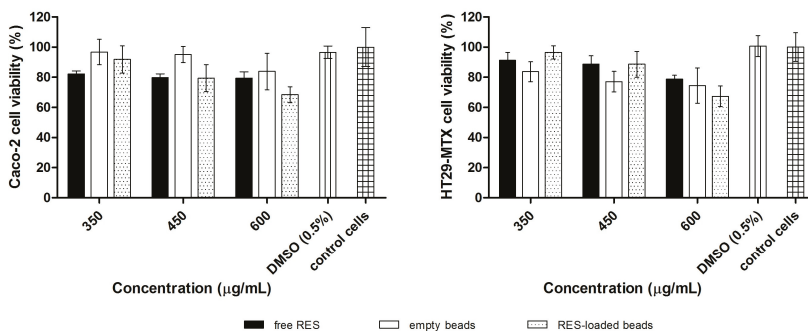 Caco-2 cell viability (%)
120
100
80
60
40
20
0
350
450
600
DMSO (0.5%)
control cells
Concentration (μg/mL)
HT29-MTX cell viability (%)
120
100
80
60
40
20
0
350
450
600
DMSO (0.5%)
control cells
Concentration (μg/mL)
free RES
empty beads
RES-loaded beads